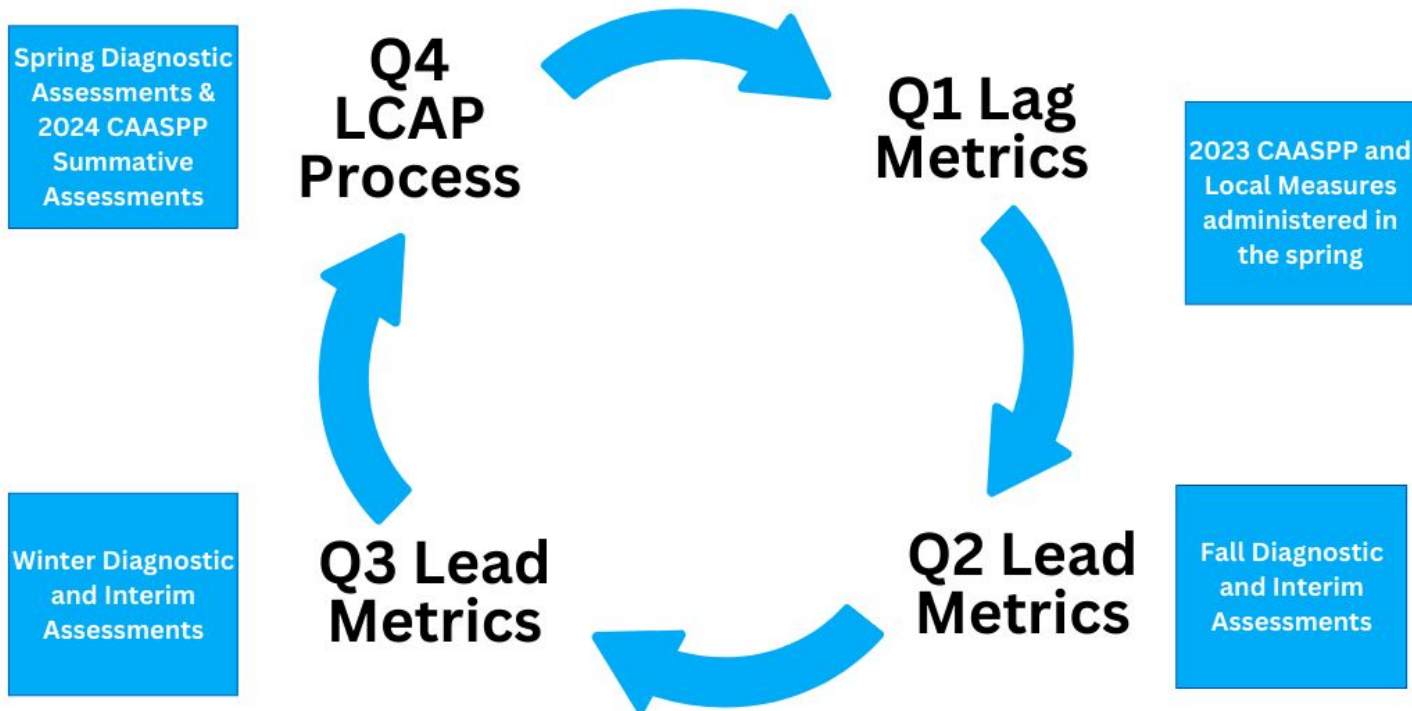 Spring Diagnostic
Assessments &
2024 CAASPP
Summative
Assessments
Q4
LCAP
Process
Q1 Lag
Metrics
2023 CAASPP and
Local Measures
administered in
the spring
Winter Diagnostic
and Interim
Assessments
Q3 Lead
Metrics
Q2 Lead
Metrics
Fall Diagnostic
and Interim
Assessments